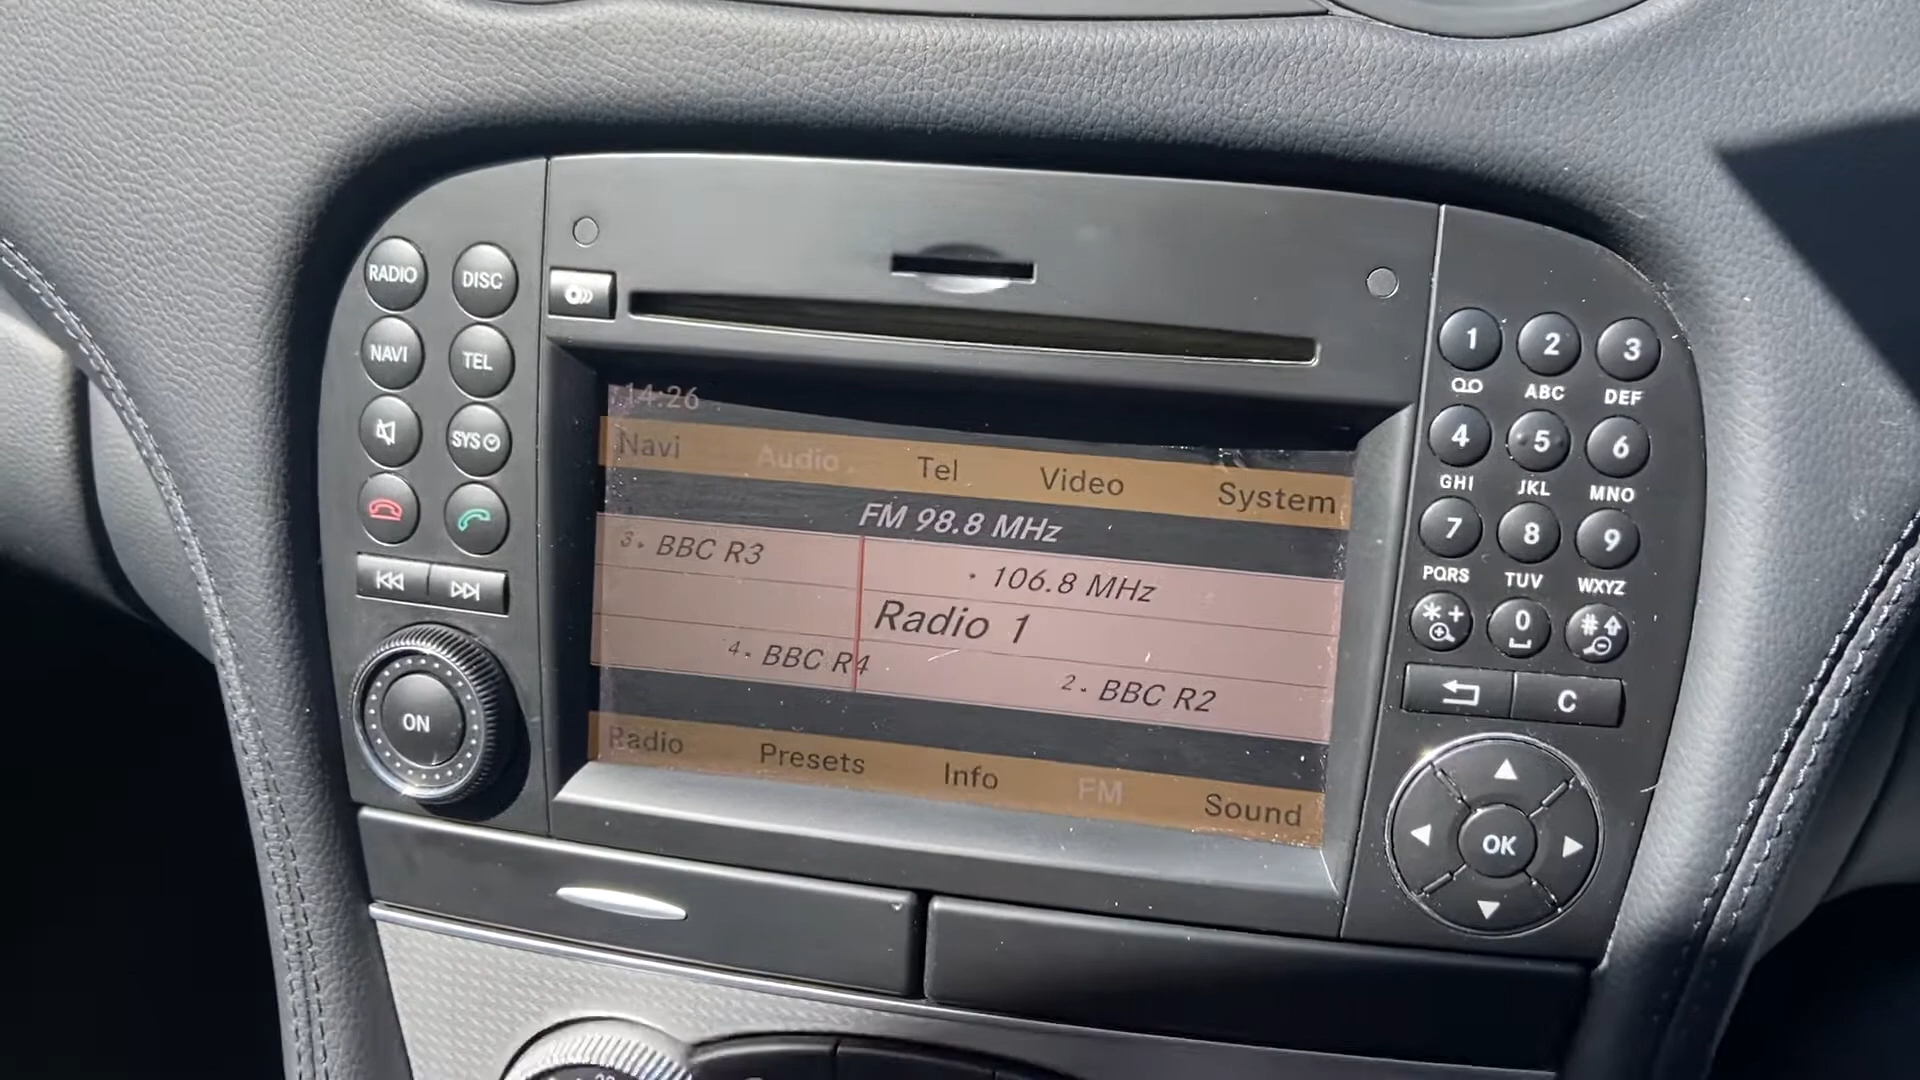 RADIO DISC
NAVI TEL
SYS
ON
14:26
Navi Audio Tel Video System
FM 98.8 MHz
3. BBC R3
• 106.8 MHz
Radio 1
4. BBC R4
2. BBC R2
Radio Presets Info FM Sound
1 2 3
ABC DEF
4 5 6
GHI JKL MNO
7 8 9
PQRS TUV WXYZ
* + 0 #
C
OK